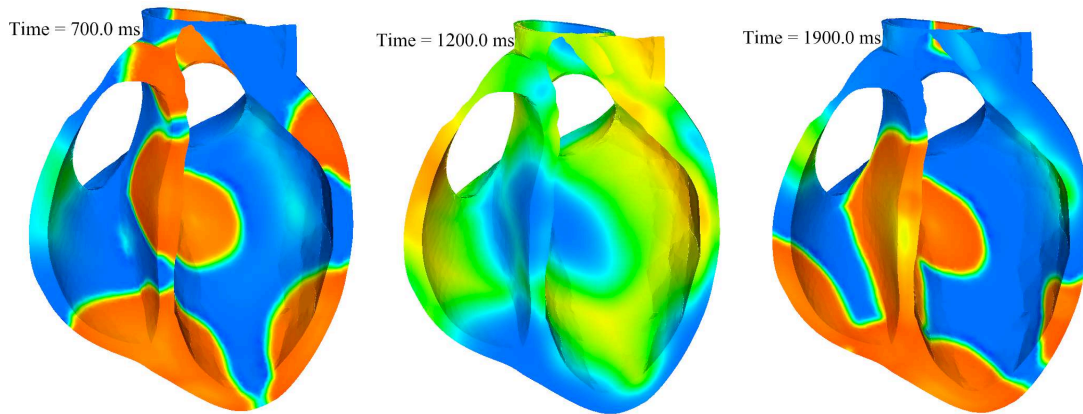 Time = 700.0 ms
Time = 1200.0 ms
Time = 1900.0 ms